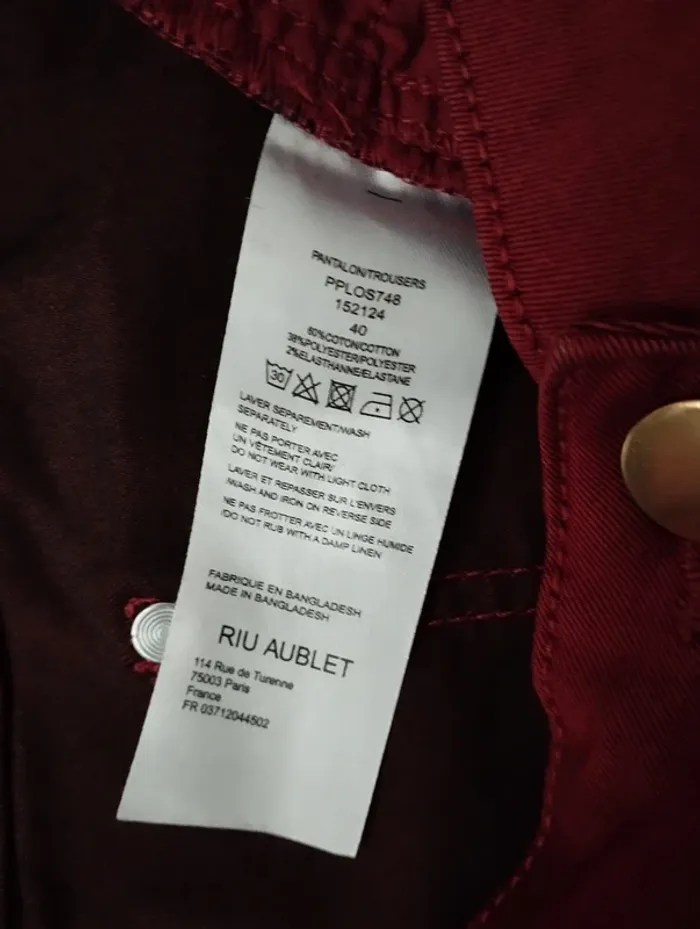 PANTALON/TROUSERS
PPLOS748
152124
40
60%COTON/COTTON
38%POLYESTER/POLYESTER
2%ELASTHANNE/ELASTANE
30
LAVER SEPAREMENT/WASH
SEPARATELY
NE PAS PORTER AVEC
UN VÊTEMENT CLAIR/
DO NOT WEAR WITH LIGHT CLOTH
LAVER ET REPASSER SUR L'ENVERS
/WASH AND IRON ON REVERSE SIDE
NE PAS FROTTER AVEC UN LINGE HUMIDE
/DO NOT RUB WITH A DAMP LINEN
FABRIQUE EN BANGLADESH
MADE IN BANGLADESH
RIU AUBLET
114 Rue de Turenne
75003 Paris
France
FR 03712044502